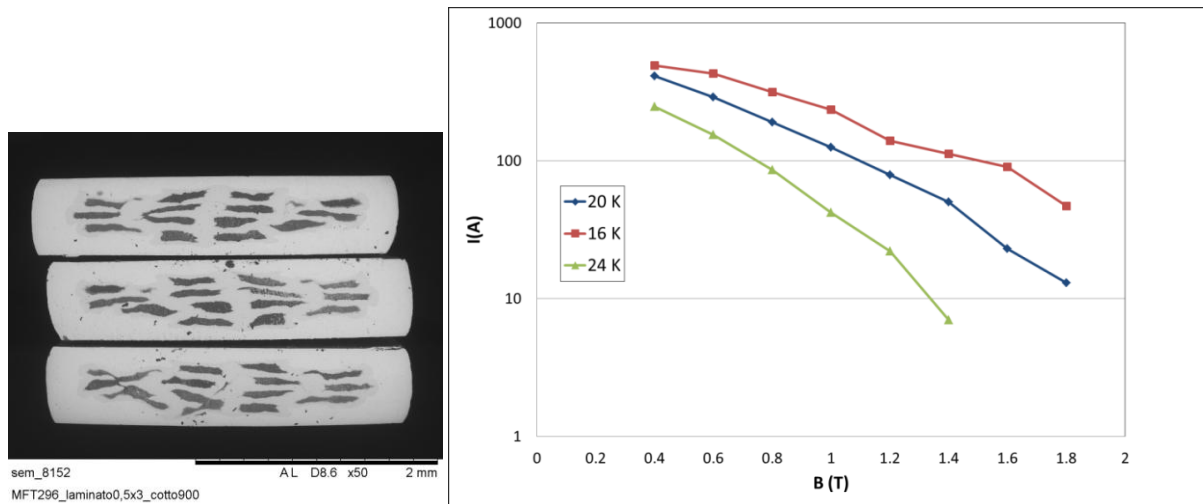 sem_8152 A L D8.6 x50 2 mm
MFT296_laminato0,5x3_cotto900
1000
100
10
1
I(A)
20 K
16 K
24 K
0 0.2 0.4 0.6 0.8 1 1.2 1.4 1.6 1.8 2
B (T)